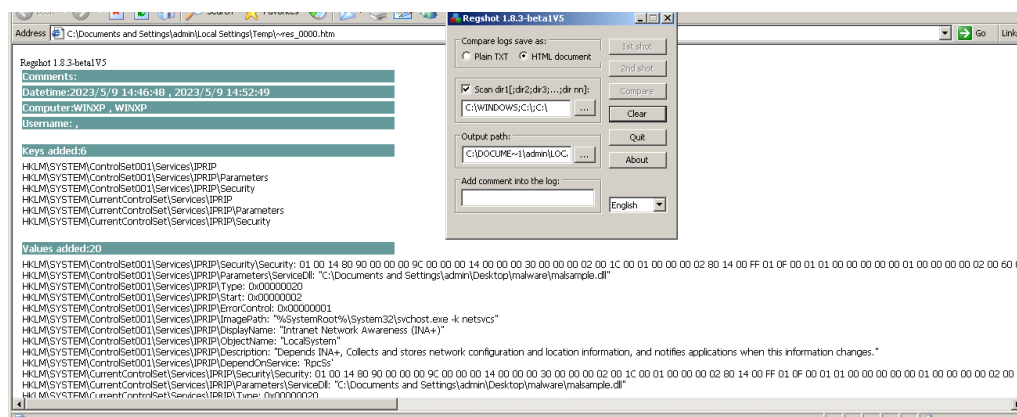 Search Favorites
Address C:\Documents and Settings\admin\Local Settings\Temp\~res_0000.htm
Go Link
Regshot 1.8.3-beta1V5
Comments:
Datetime:2023/5/9 14:46:48 , 2023/5/9 14:52:49
Computer:WINXP , WINXP
Username: ,
Keys added:6
HKLM\SYSTEM\ControlSet001\Services\IPRIP
HKLM\SYSTEM\ControlSet001\Services\IPRIP\Parameters
HKLM\SYSTEM\ControlSet001\Services\IPRIP\Security
HKLM\SYSTEM\CurrentControlSet\Services\IPRIP
HKLM\SYSTEM\CurrentControlSet\Services\IPRIP\Parameters
HKLM\SYSTEM\CurrentControlSet\Services\IPRIP\Security
Values added:20
HKLM\SYSTEM\ControlSet001\Services\IPRIP\Security\Security: 01 00 14 80 90 00 00 00 9C 00 00 00 14 00 00 00 30 00 00 00 02 00 1C 00 01 00 00 00 02 80 14 00 FF 01 0F 00 01 01 00 00 00 00 00 01 00 00 00 00 02 00 60 0
HKLM\SYSTEM\ControlSet001\Services\IPRIP\Parameters\ServiceDll: "C:\Documents and Settings\admin\Desktop\malware\malsample.dll"
HKLM\SYSTEM\ControlSet001\Services\IPRIP\Type: 0x00000020
HKLM\SYSTEM\ControlSet001\Services\IPRIP\Start: 0x00000002
HKLM\SYSTEM\ControlSet001\Services\IPRIP\ErrorControl: 0x00000001
HKLM\SYSTEM\ControlSet001\Services\IPRIP\ImagePath: "%SystemRoot%\System32\svchost.exe -k netsvcs"
HKLM\SYSTEM\ControlSet001\Services\IPRIP\DisplayName: "Intranet Network Awareness (INA+)"
HKLM\SYSTEM\ControlSet001\Services\IPRIP\ObjectName: "LocalSystem"
HKLM\SYSTEM\ControlSet001\Services\IPRIP\Description: "Depends INA+, Collects and stores network configuration and location information, and notifies applications when this information changes."
HKLM\SYSTEM\ControlSet001\Services\IPRIP\DependOnService: 'RpcSs'
HKLM\SYSTEM\CurrentControlSet\Services\IPRIP\Security\Security: 01 00 14 80 90 00 00 00 9C 00 00 00 14 00 00 00 30 00 00 00 02 00 1C 00 01 00 00 00 02 80 14 00 FF 01 0F 00 01 01 00 00 00 00 00 01 00 00 00 00 02 00
HKLM\SYSTEM\CurrentControlSet\Services\IPRIP\Parameters\ServiceDll: "C:\Documents and Settings\admin\Desktop\malware\malsample.dll"
HKLM\SYSTEM\CurrentControlSet\Services\IPRIP\Type: 0x00000020
Regshot 1.8.3-beta1V5
Compare logs save as:
Plain TXT HTML document
Scan dir1[;dir2;dir3;...;dir nn]:
C:\WINDOWS;C:\;C:\
...
Output path:
C:\DOCUME~1\admin\LOC
...
Add comment into the log:
1st shot
2nd shot
Compare
Clear
Quit
About
English